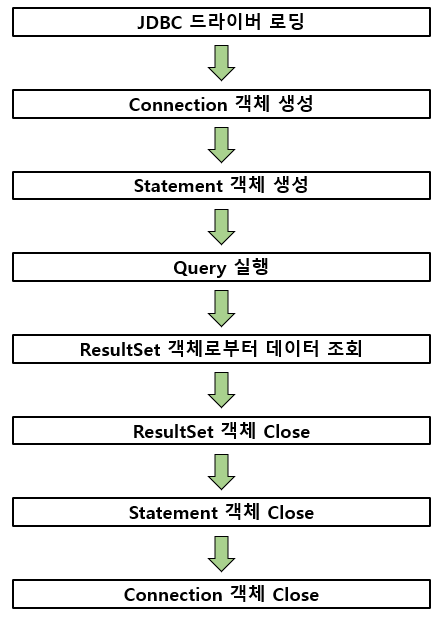 JDBC 드라이버 로딩
Connection 객체 생성
Statement 객체 생성
Query 실행
ResultSet 객체로부터 데이터 조회
ResultSet 객체 Close
Statement 객체 Close
Connection 객체 Close